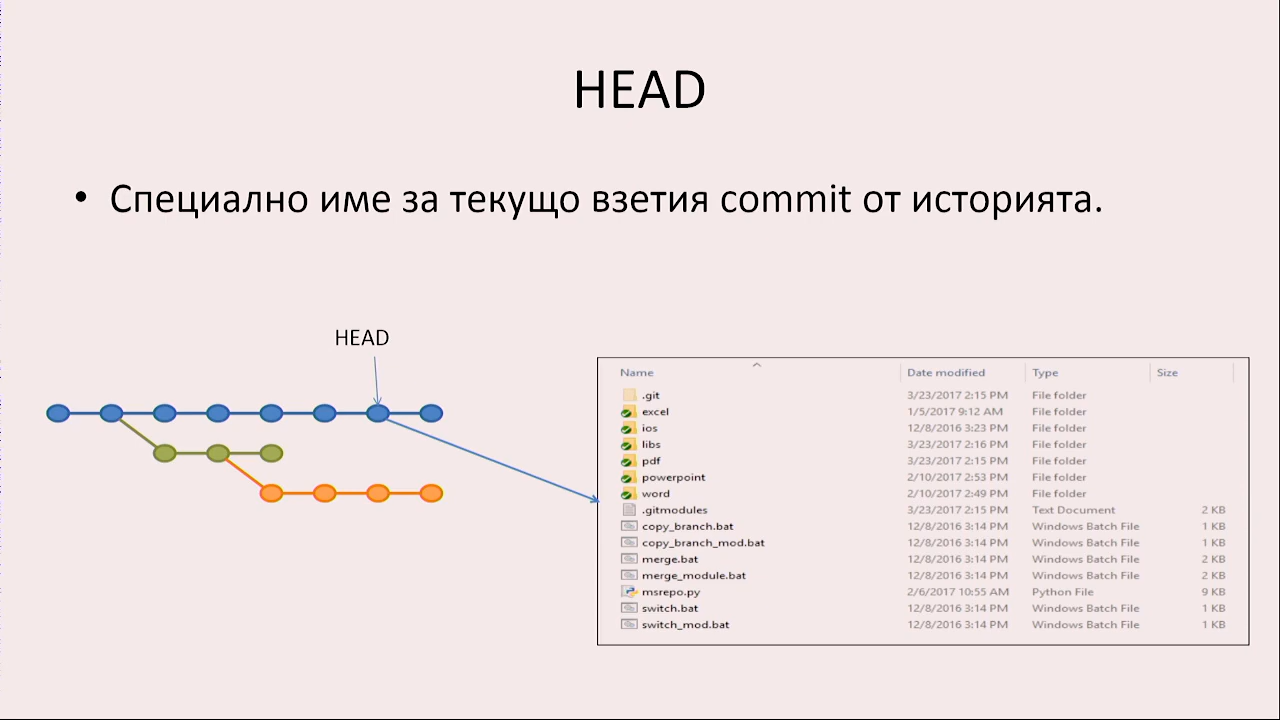 HEAD
• Специално име за текущо взетия commit от историята.
HEAD
Name Date modified Type Size
.git 3/23/2017 2:15 PM File folder
excel 1/5/2017 9:12 AM File folder
ios 12/8/2016 3:23 PM File folder
libs 3/23/2017 2:16 PM File folder
pdf 3/23/2017 2:15 PM File folder
powerpoint 2/10/2017 2:53 PM File folder
word 2/10/2017 2:49 PM File folder
.gitmodules 3/23/2017 2:15 PM Text Document 2 KB
copy_branch.bat 12/8/2016 3:14 PM Windows Batch File 1 KB
copy_branch_mod.bat 12/8/2016 3:14 PM Windows Batch File 1 KB
merge.bat 12/8/2016 3:14 PM Windows Batch File 2 KB
merge_module.bat 12/8/2016 3:14 PM Windows Batch File 2 KB
msrepo.py 2/6/2017 10:55 AM Python File 9 KB
switch.bat 12/8/2016 3:14 PM Windows Batch File 1 KB
switch_mod.bat 12/8/2016 3:14 PM Windows Batch File 1 KB